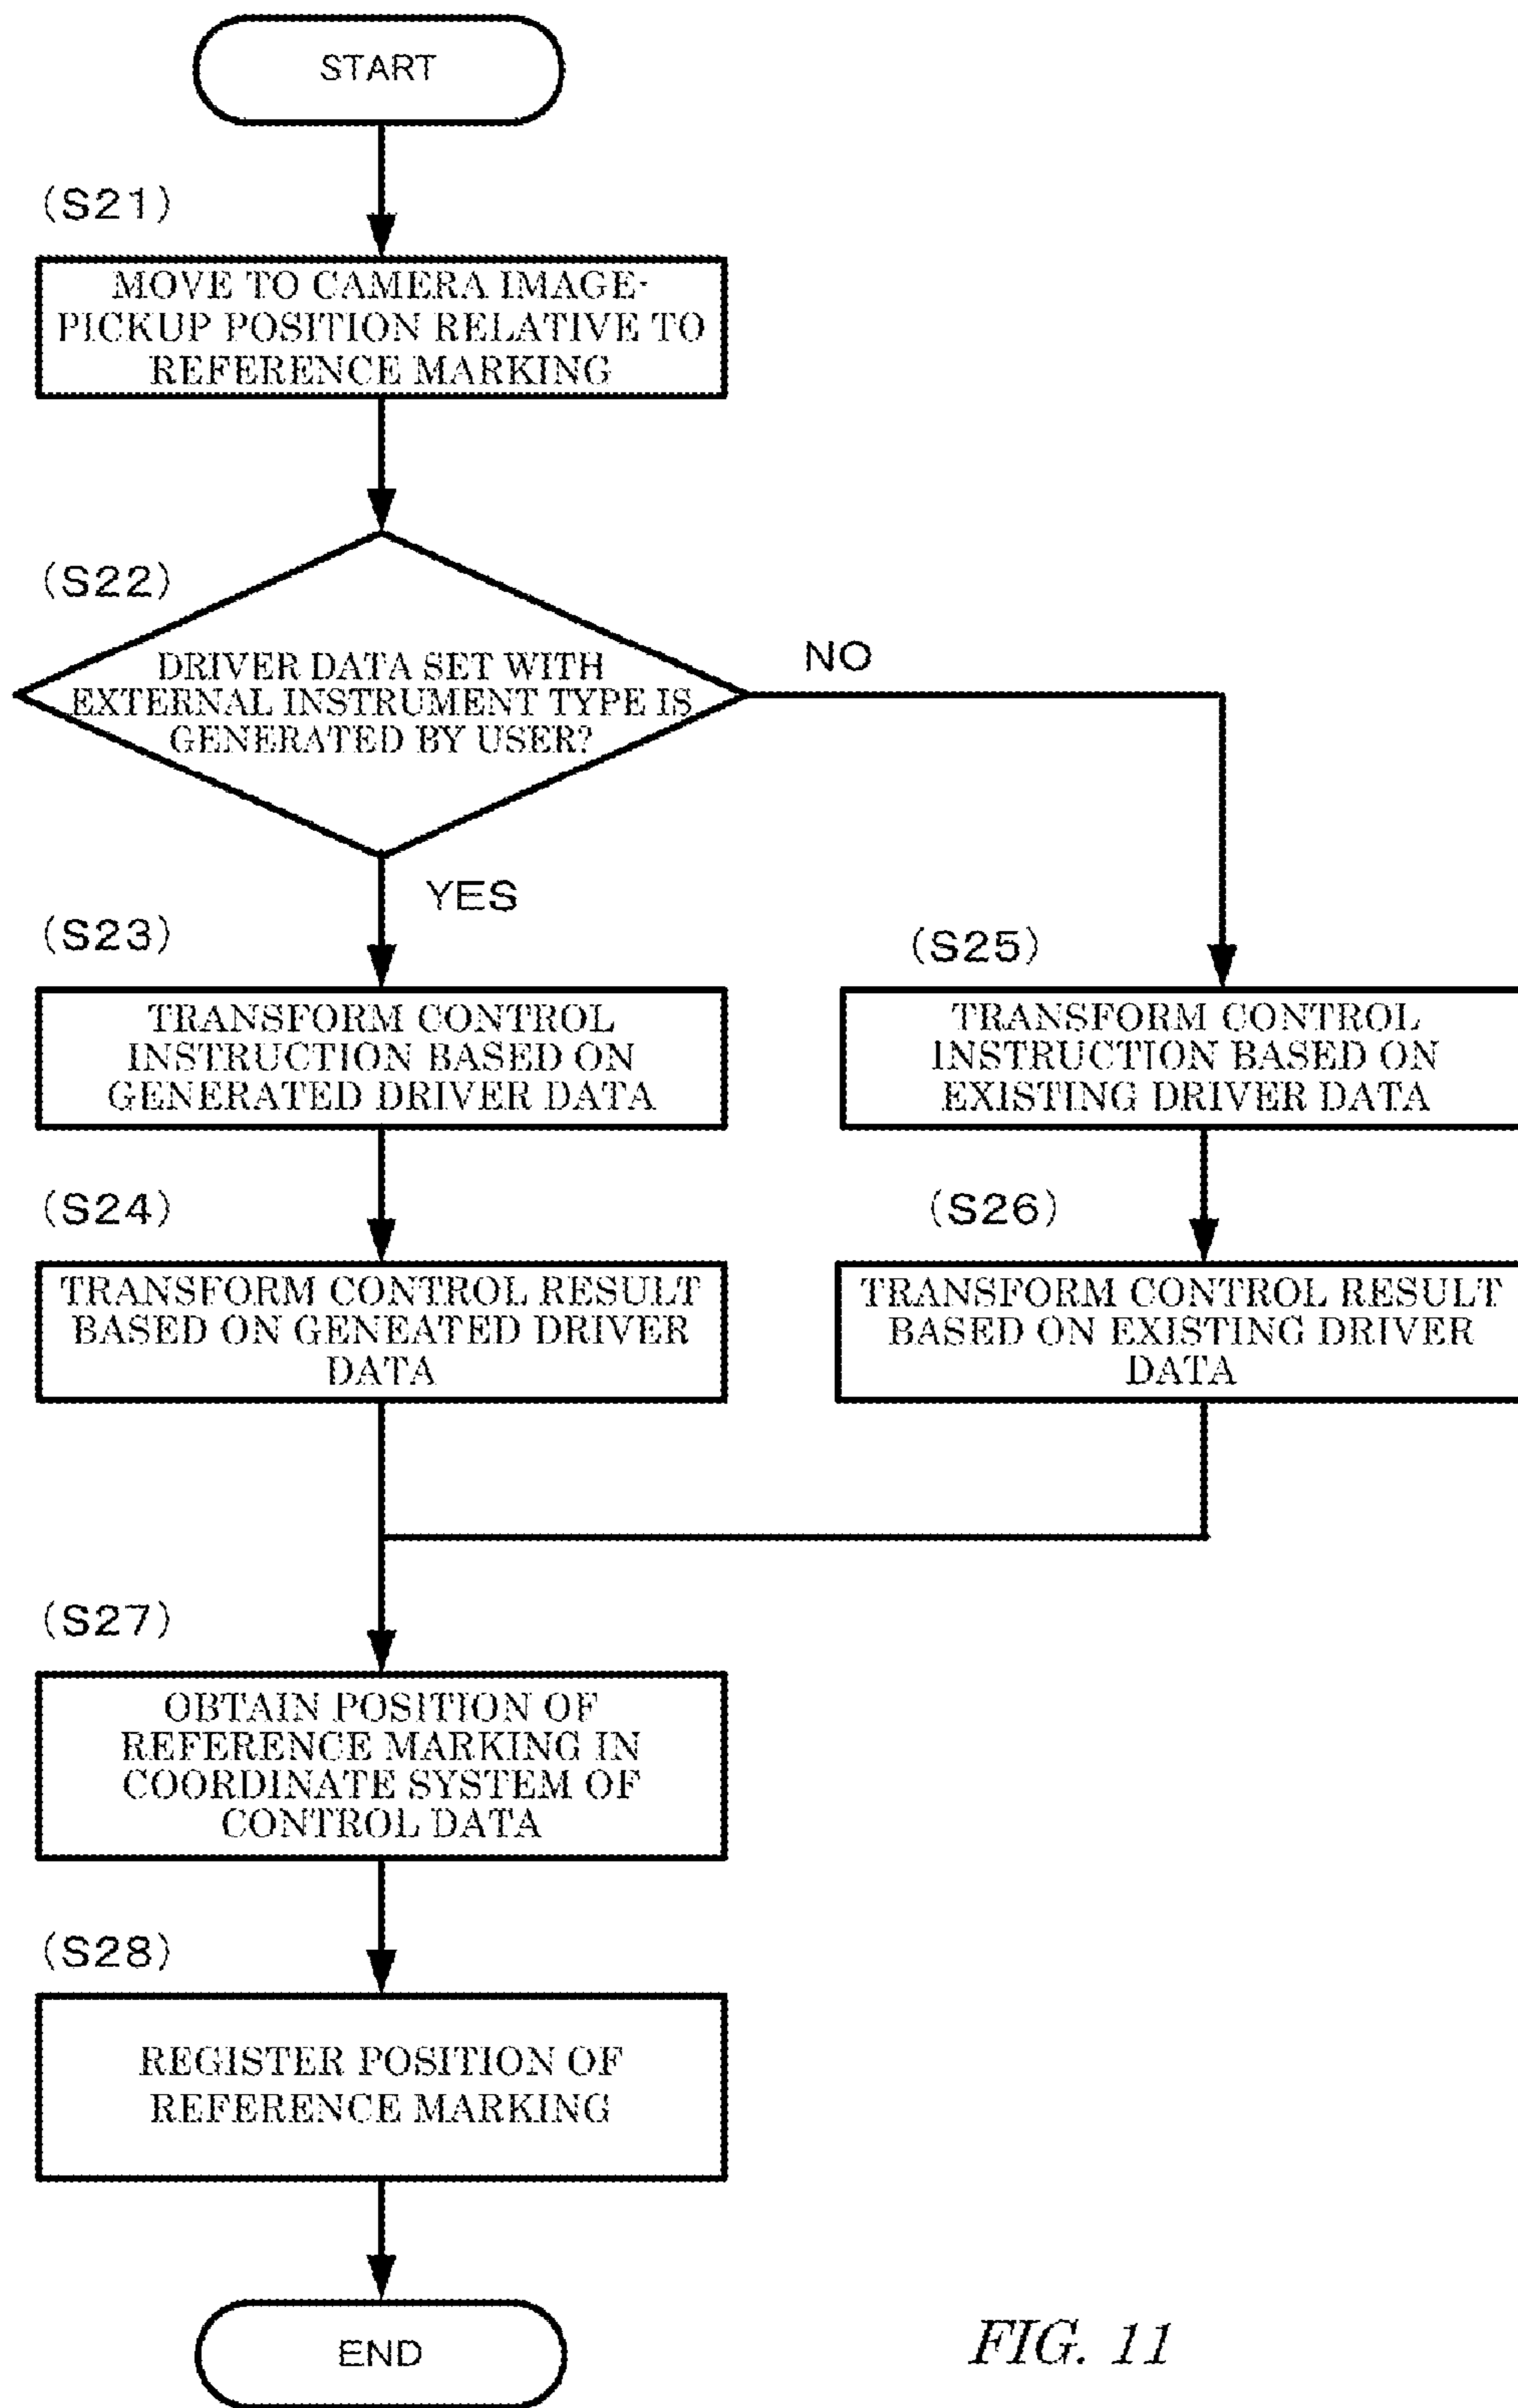 START
(S21)
MOVE TO CAMERA IMAGE-
PICKUP POSITION RELATIVE TO
REFERENCE MARKING
(S22)
DRIVER DATA SET WITH
EXTERNAL INSTRUMENT TYPE IS
GENERATED BY USER?
NO
YES
(S23)
TRANSFORM CONTROL
INSTRUCTION BASED ON
GENERATED DRIVER DATA
(S25)
TRANSFORM CONTROL
INSTRUCTION BASED ON
EXISTING DRIVER DATA
(S24)
TRANSFORM CONTROL RESULT
BASED ON GENEATED DRIVER
DATA
(S26)
TRANSFORM CONTROL RESULT
BASED ON EXISTING DRIVER
DATA
(S27)
OBTAIN POSITION OF
REFERENCE MARKING IN
COORDINATE SYSTEM OF
CONTROL DATA
(S28)
REGISTER POSITION OF
REFERENCE MARKING
END
FIG. 11